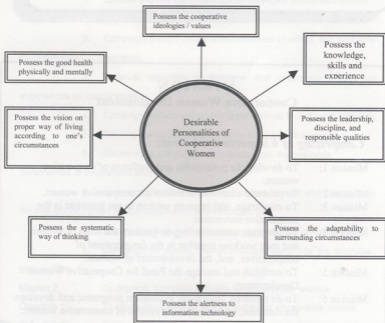 Possess the cooperative
ideologies / values
Possess the good health
physically and mentally
Possess the
knowledge,
skills and
experience
Possess the vision on
proper way of living
according to one's
circumstances
Desirable
Personalities of
Cooperative
Women
Possess the leadership,
discipline, and
responsible qualities
Possess the systematic
way of thinking
Possess the adaptability to
surrounding circumstances
Possess the alertness to
information technology